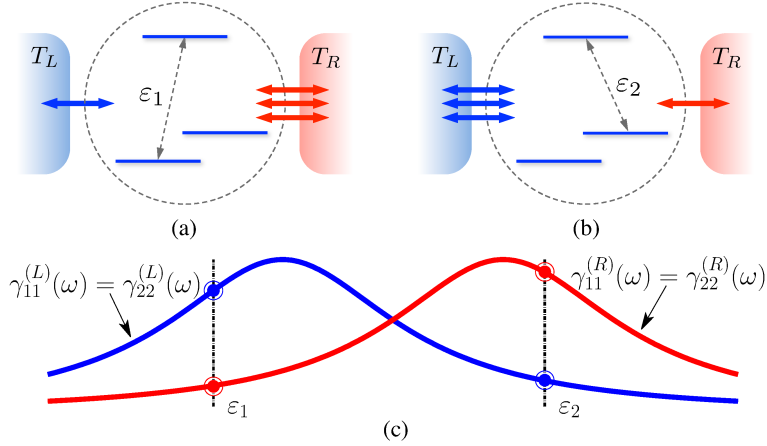 T_L ε_1 T_R
(a)
T_L ε_2 T_R
(b)
γ_{11}^{(L)}(ω) = γ_{22}^{(L)}(ω)
γ_{11}^{(R)}(ω) = γ_{22}^{(R)}(ω)
ε_1
ε_2
(c)